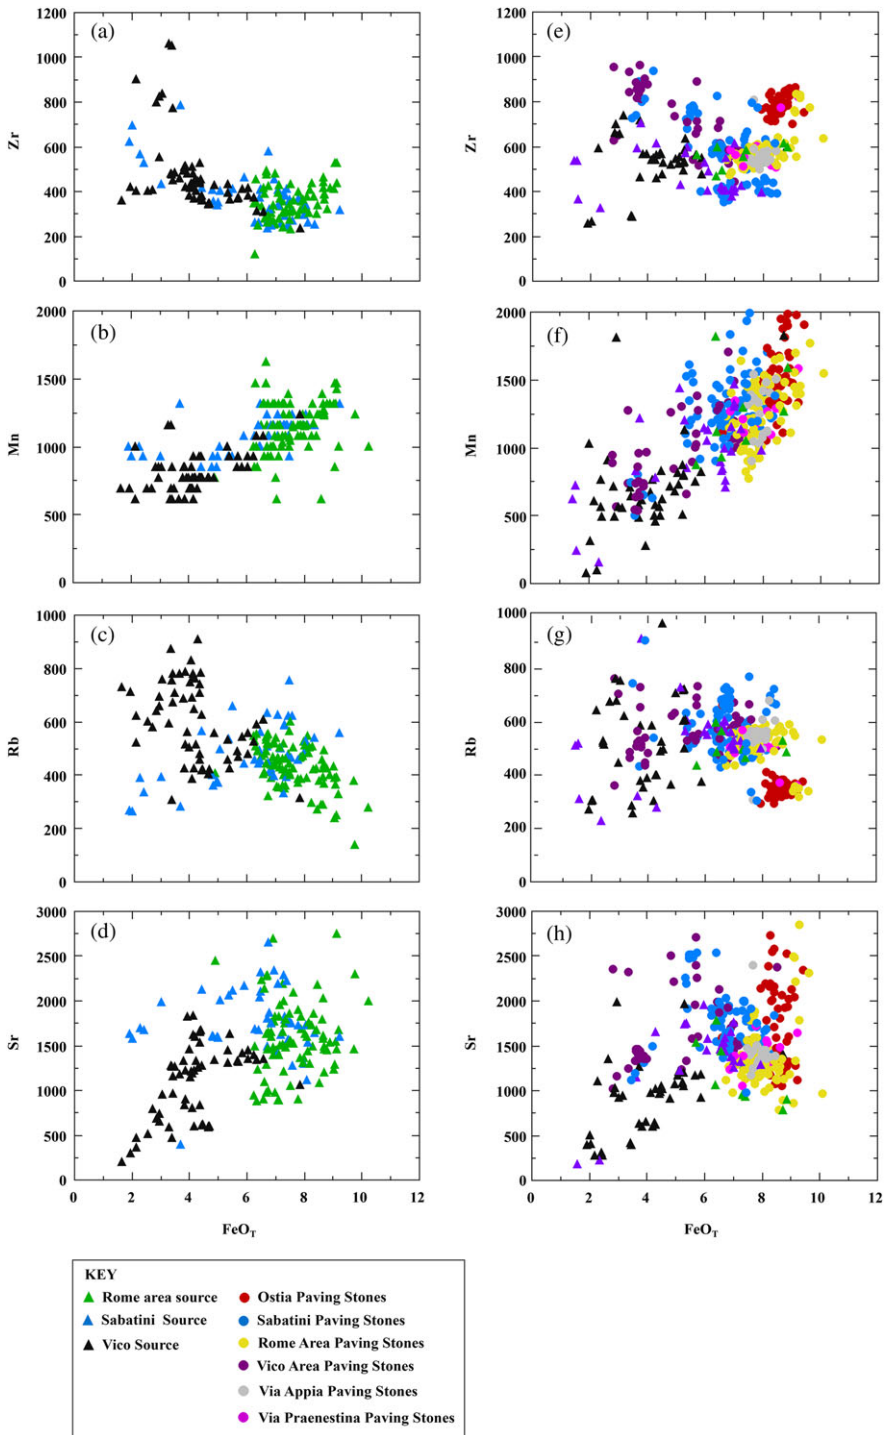 (a)
1200
1000
800
600
400
200
0
Zr
(e)
1200
1000
800
600
400
200
0
Zr
(b)
2000
1500
1000
500
0
Mn
(f)
2000
1500
1000
500
0
Mn
(c)
1000
800
600
400
200
0
Rb
(g)
1000
800
600
400
200
0
Rb
(d)
3000
2500
2000
1500
1000
500
0
Sr
0 2 4 6 8 10 12
FeO_T
(h)
3000
2500
2000
1500
1000
500
0
Sr
0 2 4 6 8 10 12
FeO_T
KEY
Rome area source
Sabatini Source
Vico Source
Ostia Paving Stones
Sabatini Paving Stones
Rome Area Paving Stones
Vico Area Paving Stones
Via Appia Paving Stones
Via Praenestina Paving Stones